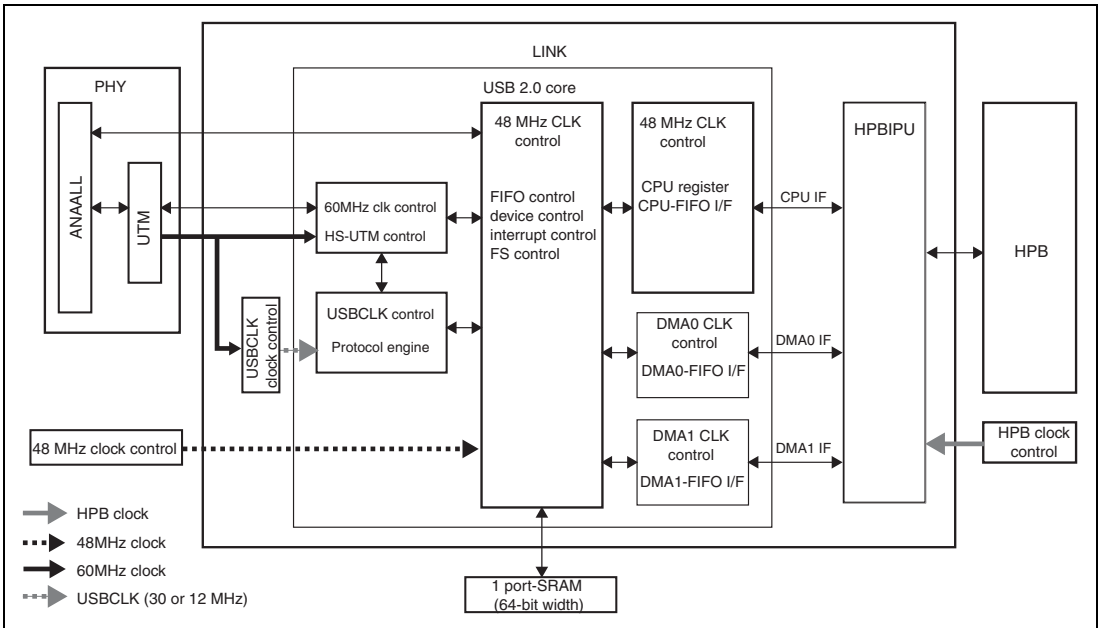 LINK
PHY
USB 2.0 core
ANAALL
UTM
48 MHz CLK
control
FIFO control
device control
interrupt control
FS control
48 MHz CLK
control
CPU register
CPU-FIFO I/F
HPBIPU
HPB
60MHz clk control
HS-UTM control
CPU IF
USBCLK
clock control
USBCLK control
Protocol engine
DMA0 CLK
control
DMA0-FIFO I/F
DMA0 IF
48 MHz clock control
DMA1 CLK
control
DMA1-FIFO I/F
DMA1 IF
HPB clock
control
HPB clock
48MHz clock
60MHz clock
USBCLK (30 or 12 MHz)
1 port-SRAM
(64-bit width)